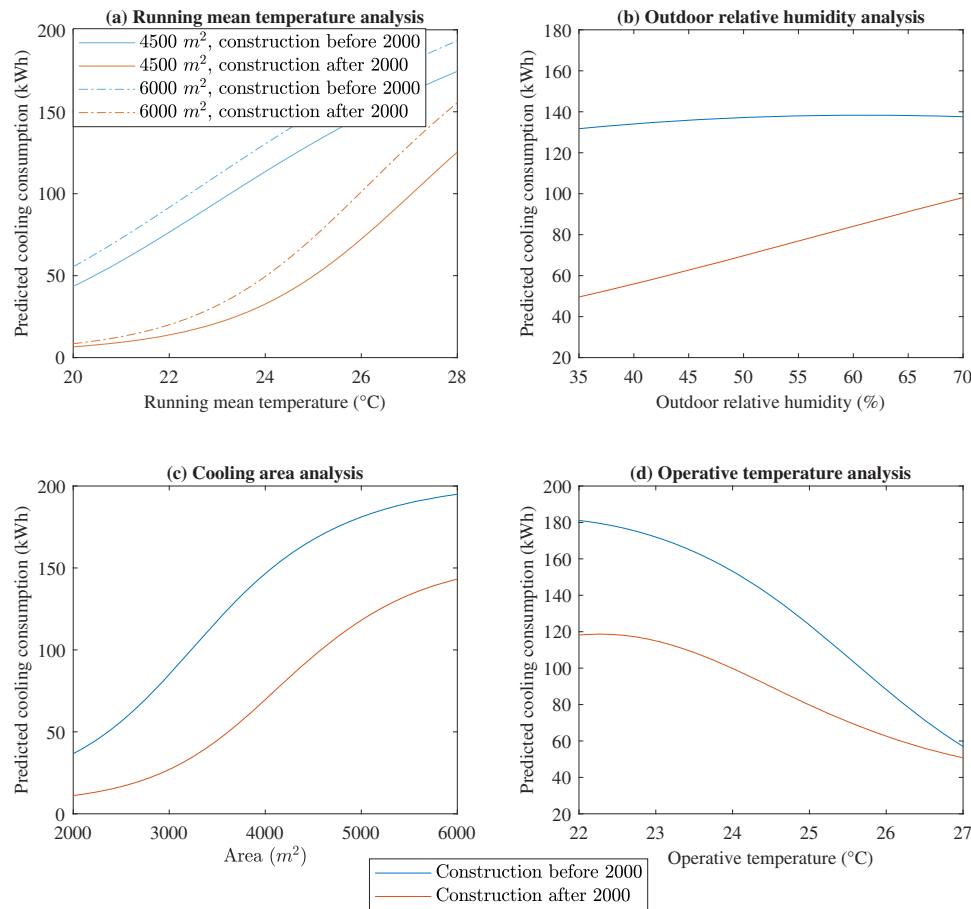 (a) Running mean temperature analysis
200
150
100
50
0
Predicted cooling consumption (kWh)
4500 m², construction before 2000
4500 m², construction after 2000
6000 m², construction before 2000
6000 m², construction after 2000
20 22 24 26 28
Running mean temperature (°C)
(b) Outdoor relative humidity analysis
180
160
140
120
100
80
60
40
20
Predicted cooling consumption (kWh)
35 40 45 50 55 60 65 70
Outdoor relative humidity (%)
(c) Cooling area analysis
200
150
100
50
0
Predicted cooling consumption (kWh)
2000 3000 4000 5000 6000
Area (m²)
(d) Operative temperature analysis
200
180
160
140
120
100
80
60
40
20
Predicted cooling consumption (kWh)
22 23 24 25 26 27
Operative temperature (°C)
Construction before 2000
Construction after 2000